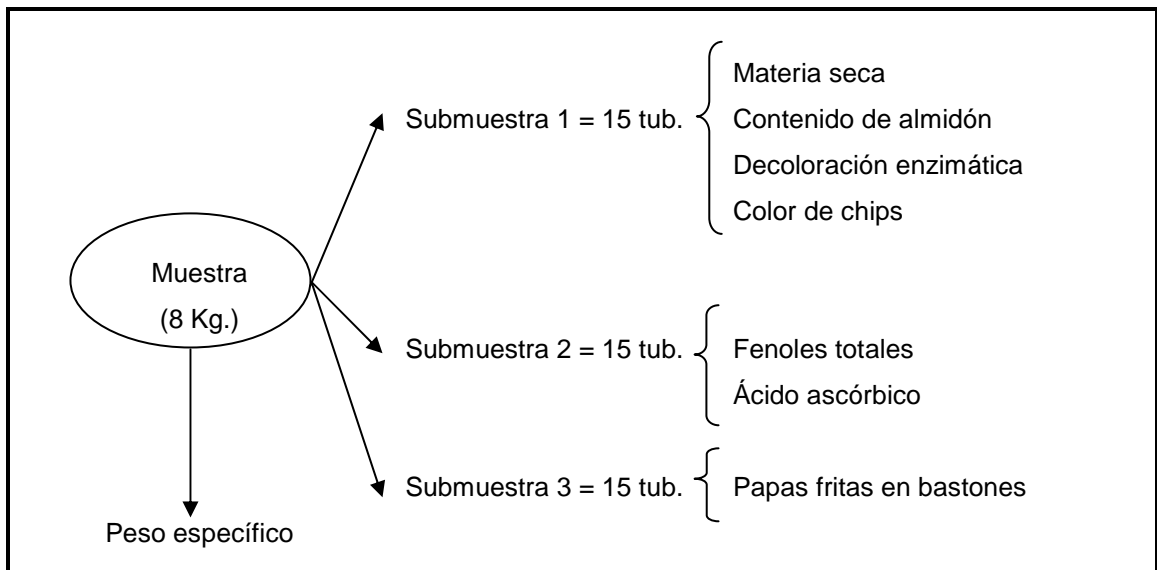 Muestra
(8 Kg.)
Peso específico
Submuestra 1 = 15 tub.
Materia seca
Contenido de almidón
Decoloración enzimática
Color de chips
Submuestra 2 = 15 tub.
Fenoles totales
Ácido ascórbico
Submuestra 3 = 15 tub.
Papas fritas en bastones